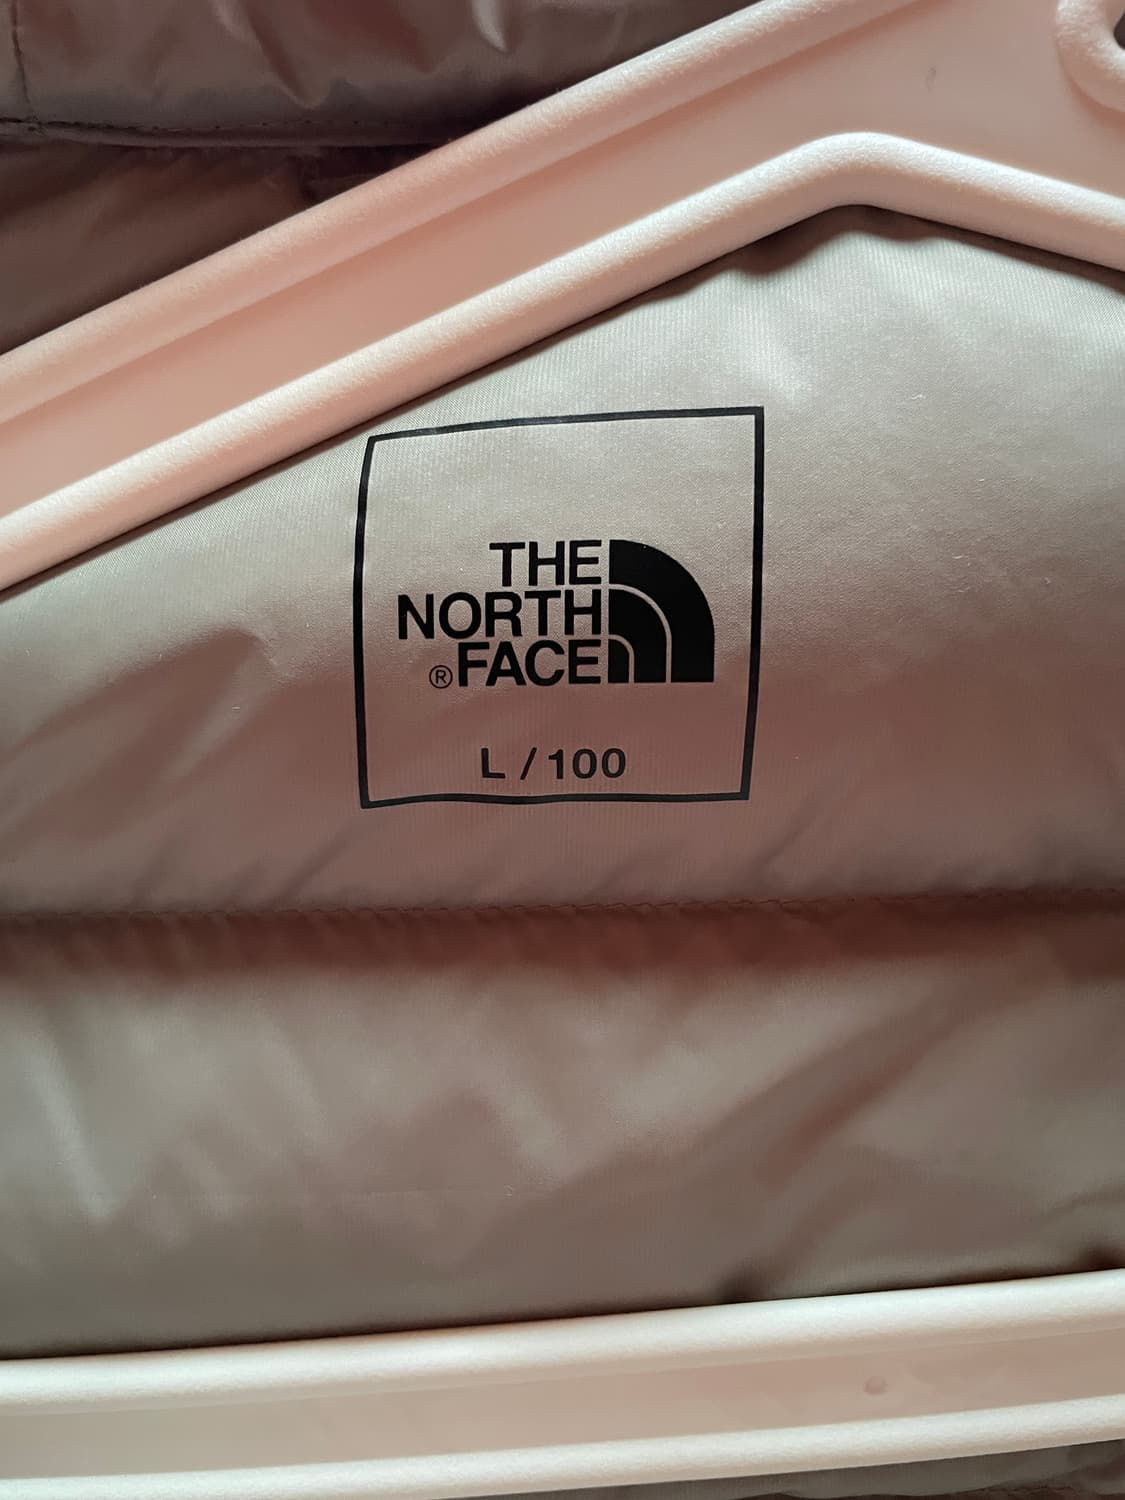 THE
NORTH
®FACE
L / 100